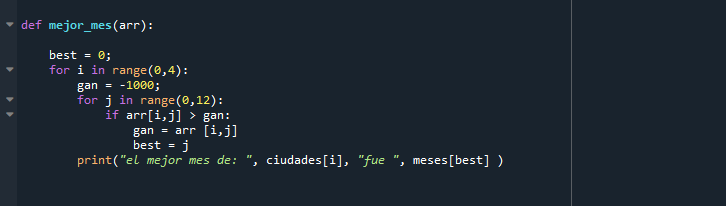 def mejor_mes(arr):
best = 0;
for i in range(0,4):
gan = -1000;
for j in range(0,12):
if arr[i,j] > gan:
gan = arr [i,j]
best = j
print("el mejor mes de: ", ciudades[i], "fue ", meses[best] )